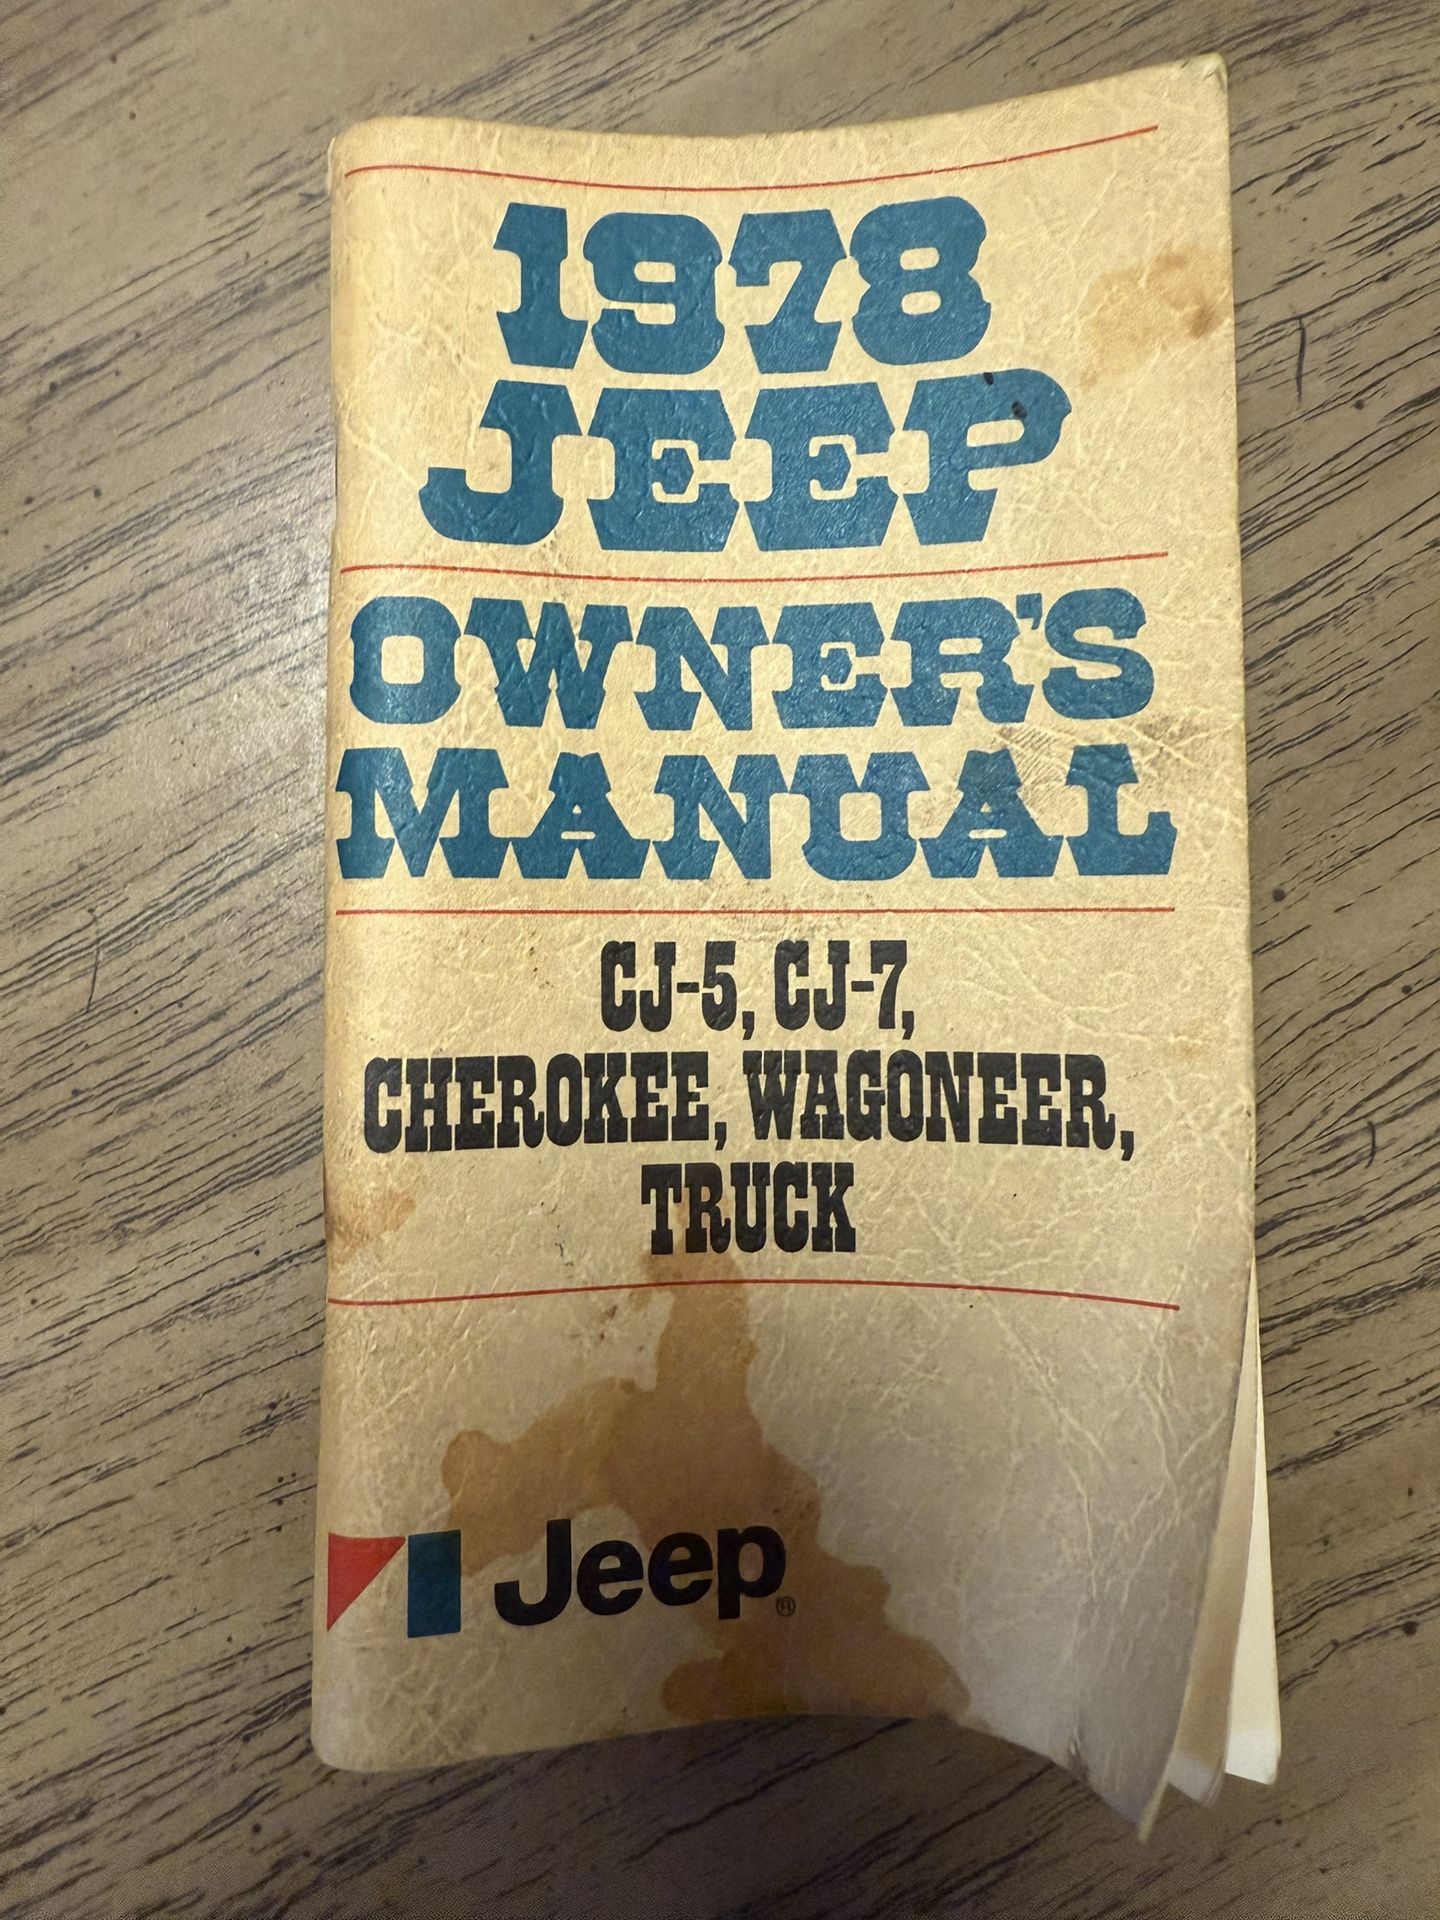 1978
JEEP
OWNER'S
MANUAL
CJ-5, CJ-7,
CHEROKEE, WAGONEER,
TRUCK
Jeep®